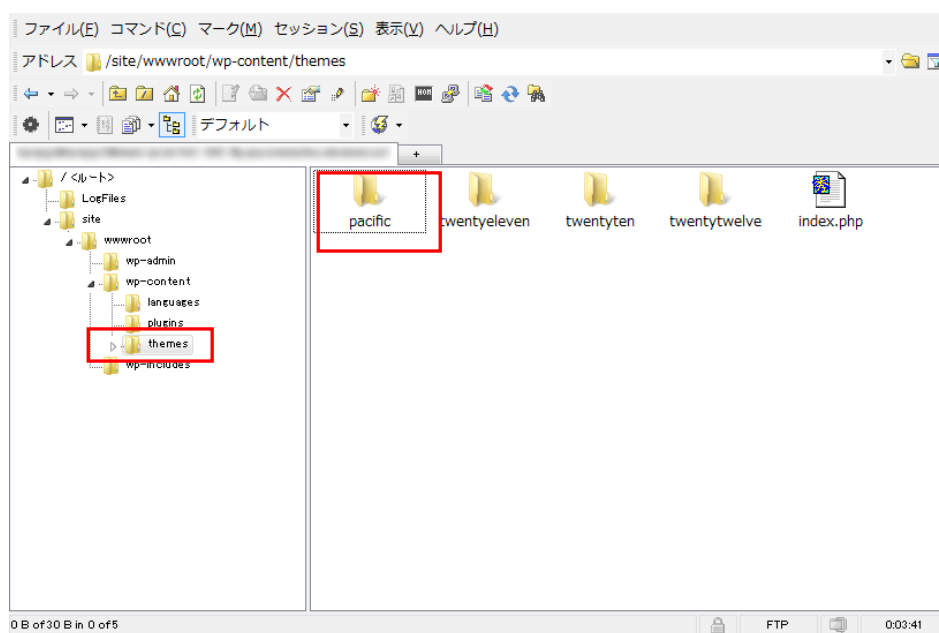 ファイル(F) コマンド(C) マーク(M) セッション(S) 表示(V) ヘルプ(H)
アドレス /site/wwwroot/wp-content/themes
デフォルト
+
/ <ルート>
LogFiles
site
wwwroot
wp-admin
wp-content
languages
plugins
themes
wp-includes
pacific twentyeleven twentyten twentytwelve index.php
0 B of 30 B in 0 of 5 FTP 0:03:41